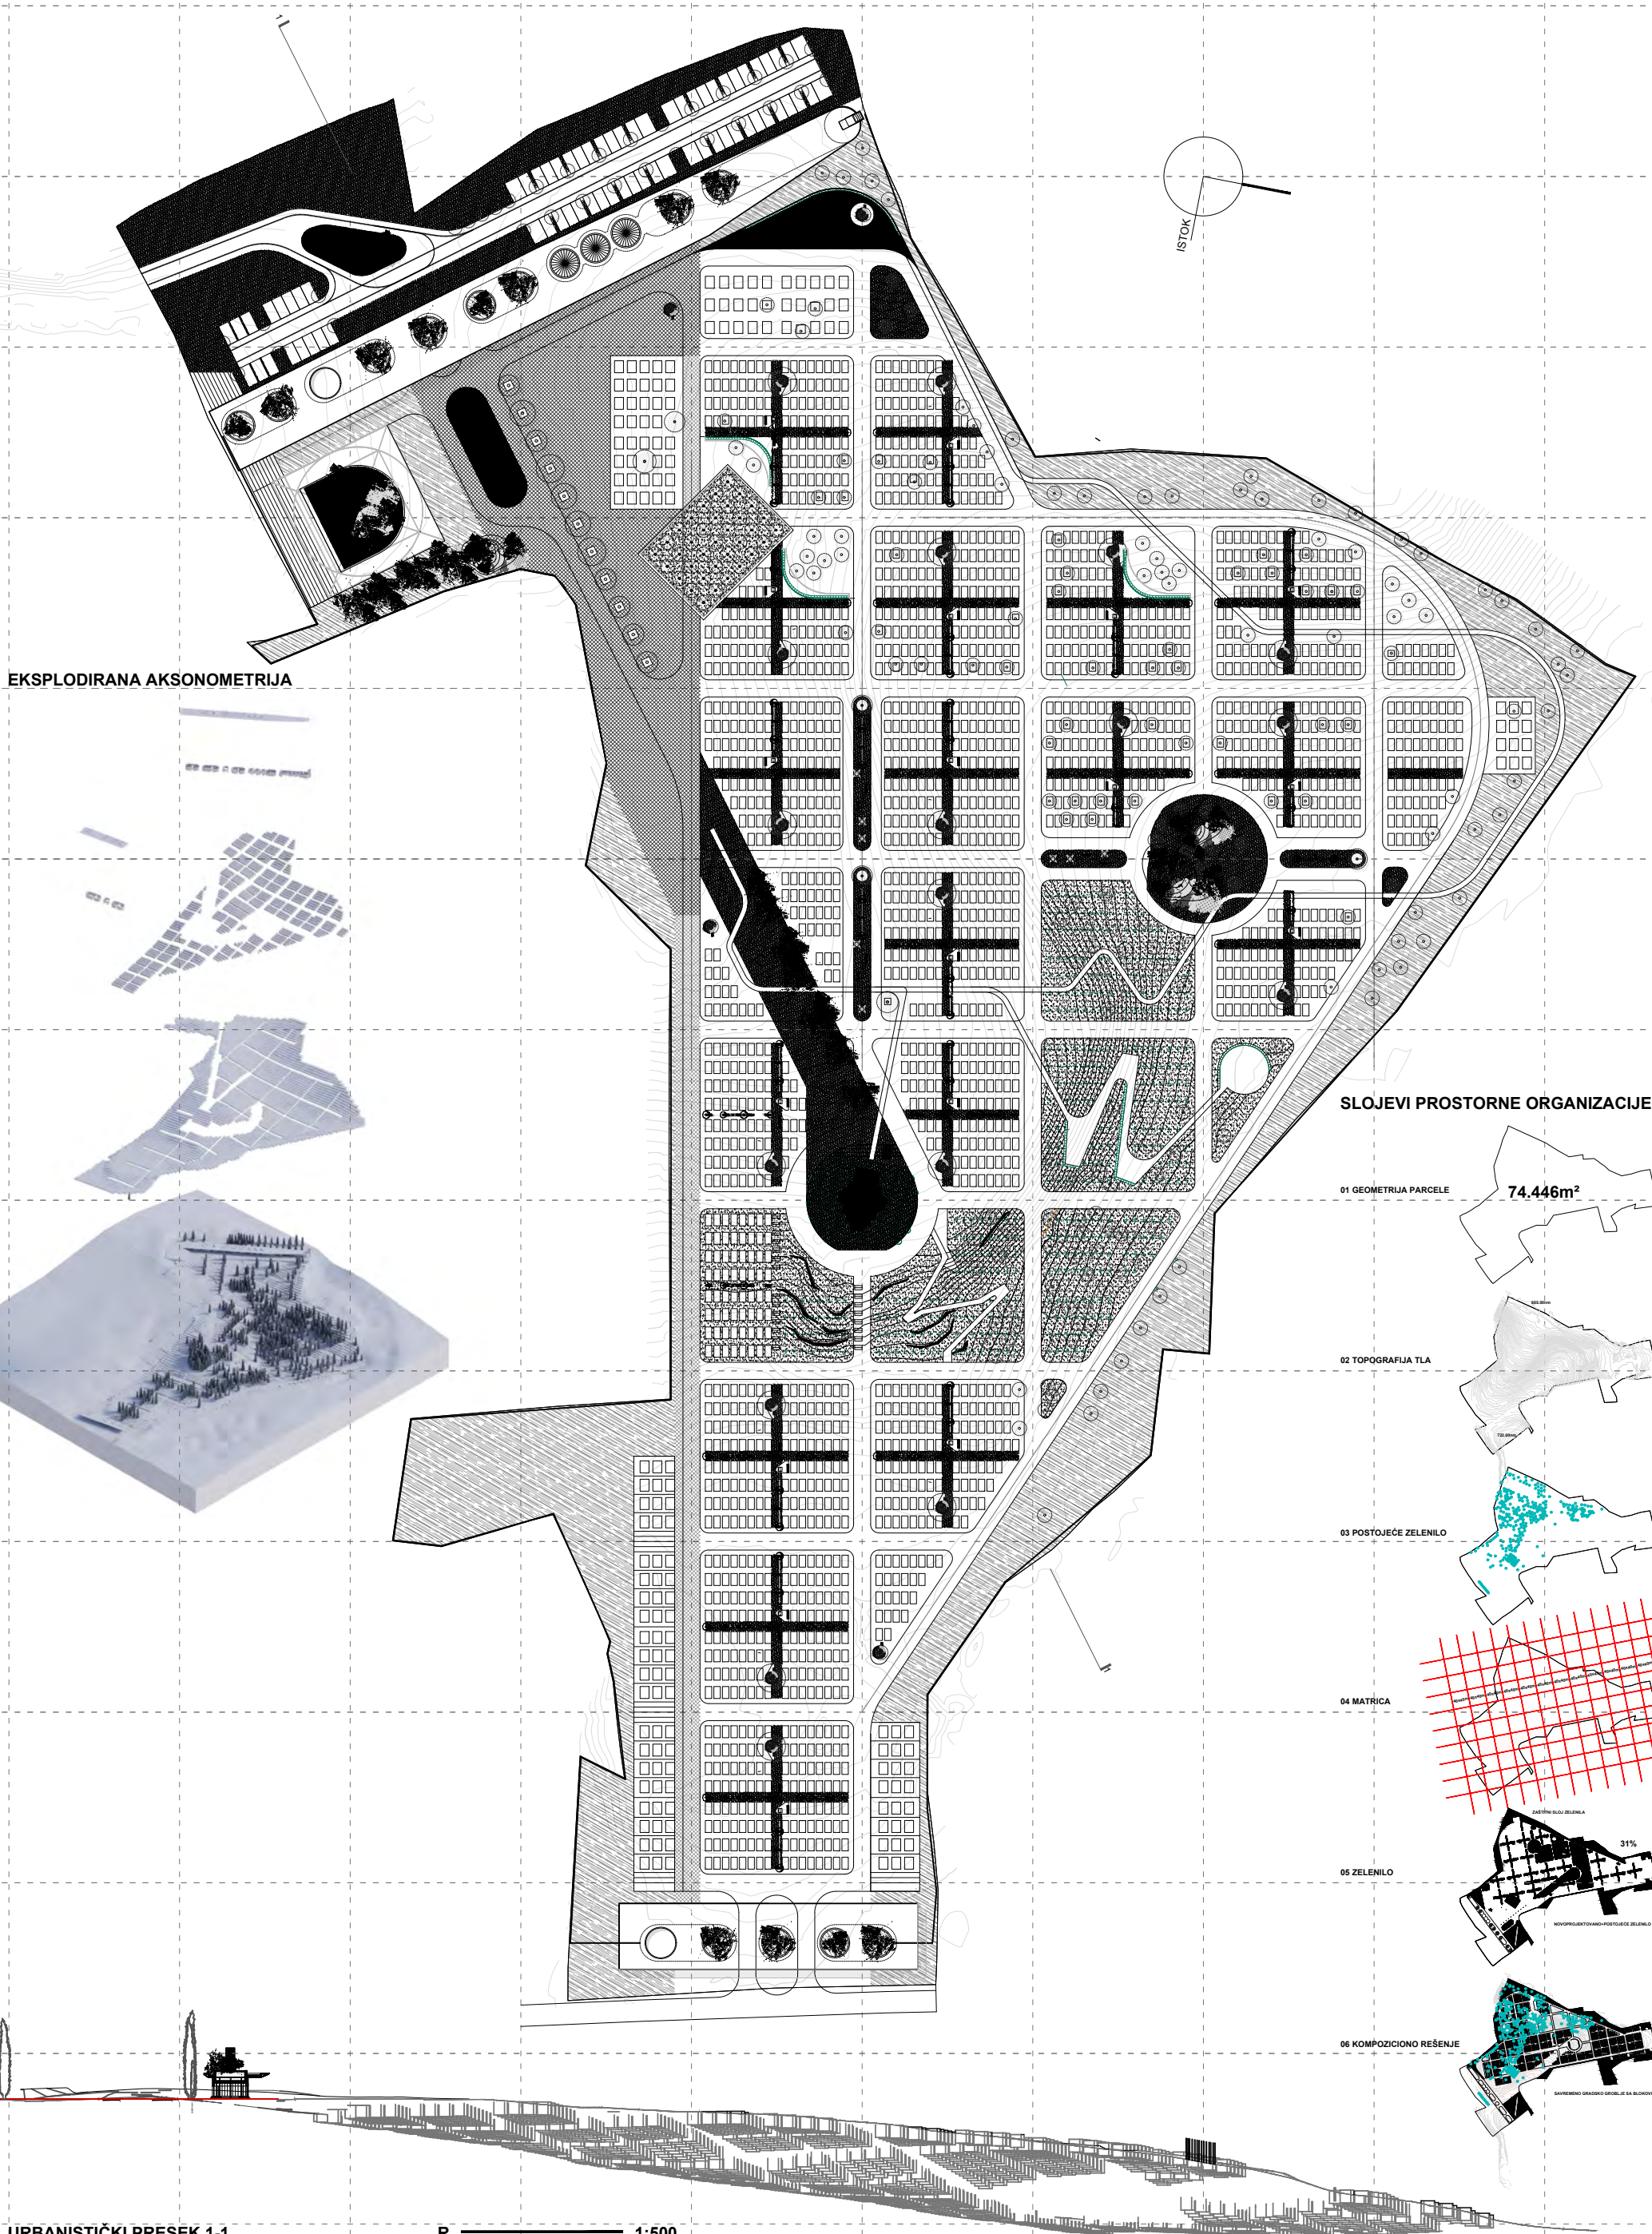 1
ISTOK
EKSPLODIRANA AKSONOMETRIJA
SLOJEVI PROSTORNE ORGANIZACIJE
01 GEOMETRIJA PARCELE
74.446m²
02 TOPOGRAFIJA TLA
03 POSTOJEĆE ZELENILO
04 MATRICA
ZAŠTITNI SLOJ ZELENILA
31%
05 ZELENILO
NOVOPROJEKTOVANO+POSTOJEĆE ZELENILO
06 KOMPOZICIONO REŠENJE
SAVREMENO GRADSKO GROBLJE SA BLOKOVI
URBANISTIČKI PRESEK 1-1
R 1:500